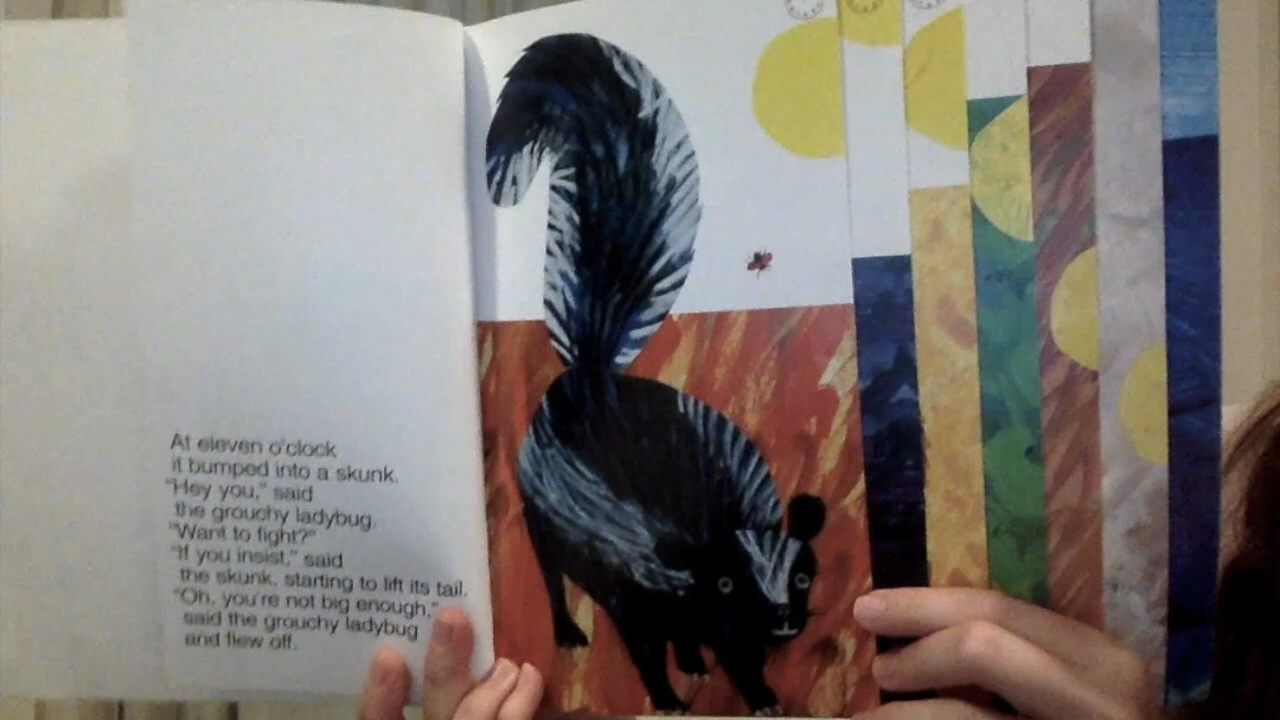 At eleven o'clock
it bumped into a skunk.
"Hey you," said
the grouchy ladybug.
"Want to fight?"
"If you insist," said
the skunk, starting to lift its tail.
"Oh, you're not big enough,"
said the grouchy ladybug
and flew off.